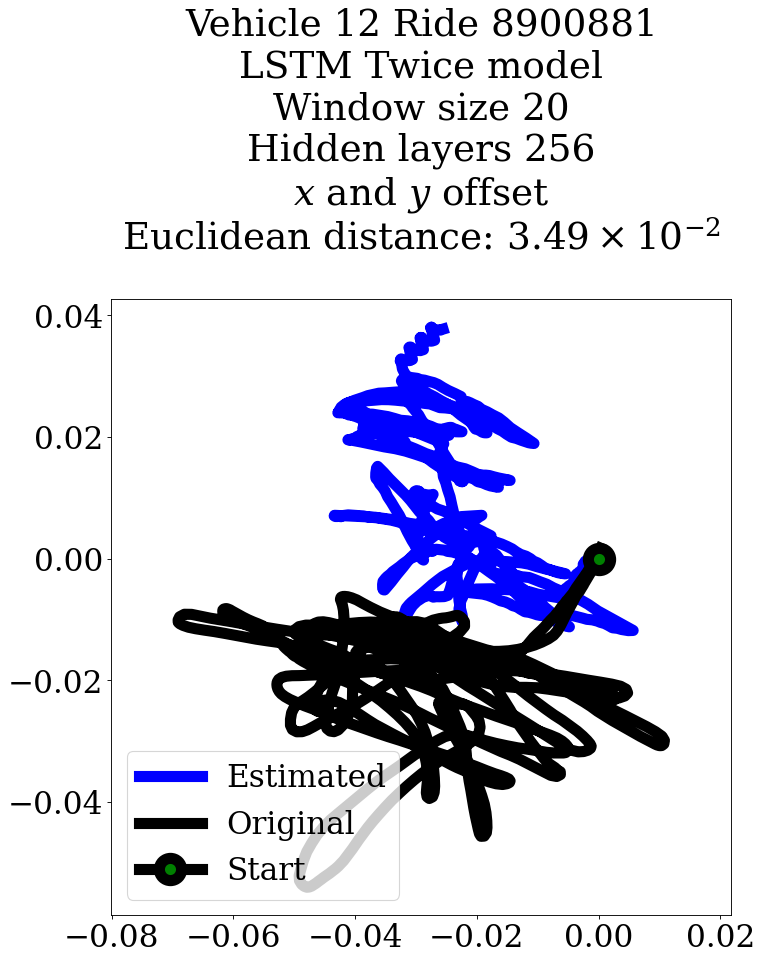 Vehicle 12 Ride 8900881
LSTM Twice model
Window size 20
Hidden layers 256
x and y offset
Euclidean distance: 3.49 × 10⁻²
0.04
0.02
0.00
−0.02
−0.04
Estimated
Original
Start
−0.08 −0.06 −0.04 −0.02 0.00 0.02